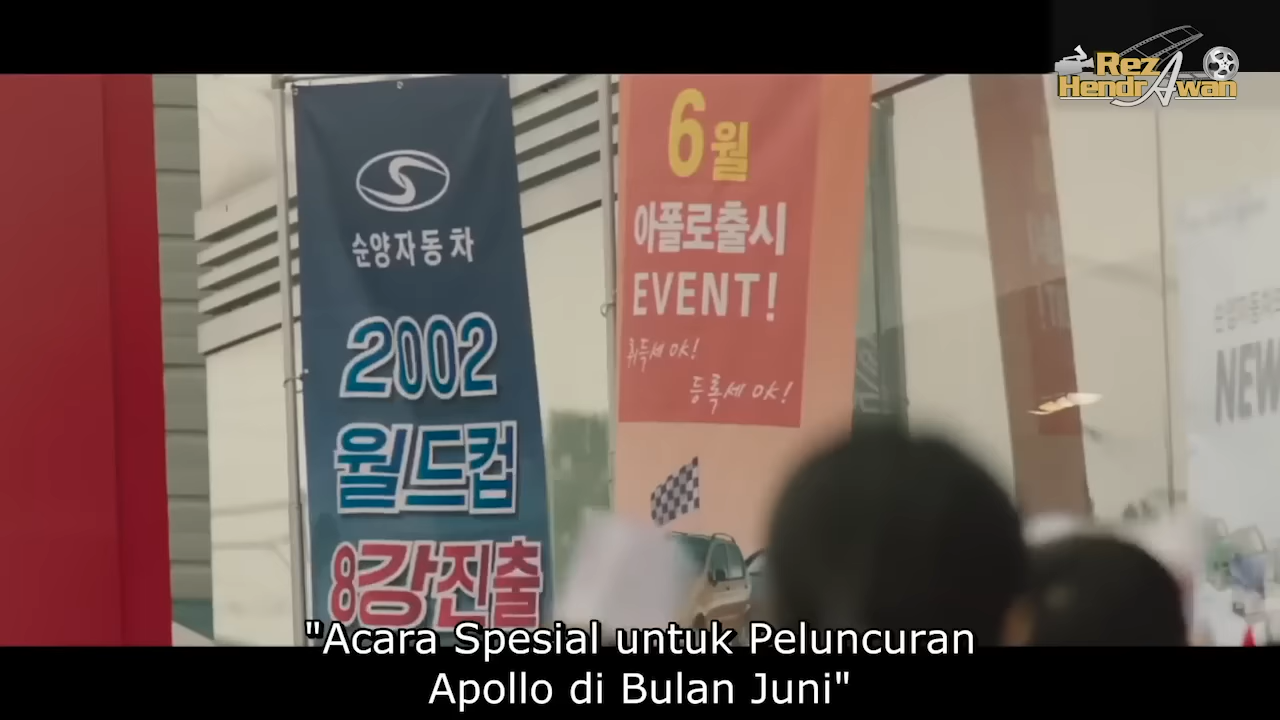 Rez
HendrAwan
순양자동차
2002
월드컵
8강진출
6월
아폴로출시
EVENT!
취득세 OK!
등록세 OK!
NEW
"Acara Spesial untuk Peluncuran
Apollo di Bulan Juni"